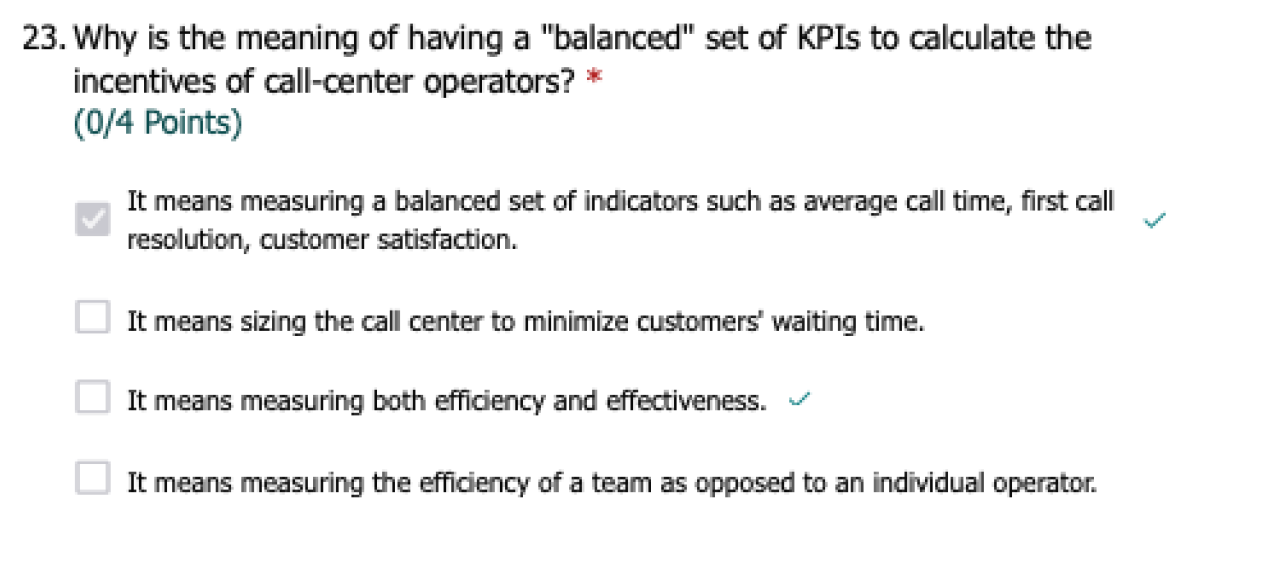 23. Why is the meaning of having a "balanced" set of KPIs to calculate the
incentives of call-center operators? *
(0/4 Points)
It means measuring a balanced set of indicators such as average call time, first call
resolution, customer satisfaction.
It means sizing the call center to minimize customers' waiting time.
It means measuring both efficiency and effectiveness.
It means measuring the efficiency of a team as opposed to an individual operator.